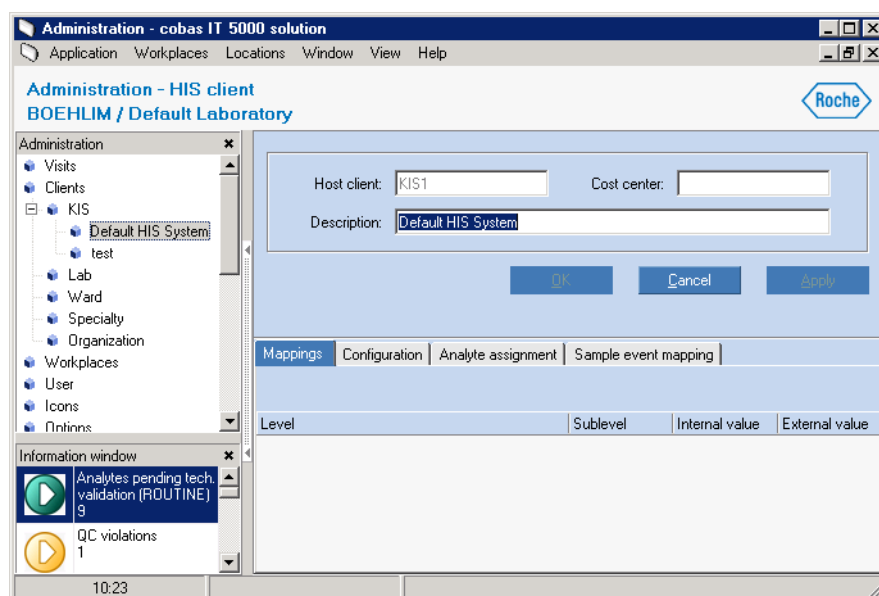 Administration - cobas IT 5000 solution
Application Workplaces Locations Window View Help
Administration - HIS client
BOEHLIM / Default Laboratory
Roche
Administration
Visits
Clients
KIS
Default HIS System
test
Lab
Ward
Specialty
Organization
Workplaces
User
Icons
Options
Host client: KIS1 Cost center:
Description: Default HIS System
OK Cancel Apply
Mappings Configuration Analyte assignment Sample event mapping
Level Sublevel Internal value External value
Information window
Analytes pending tech.
validation (ROUTINE)
9
QC violations
1
10:23